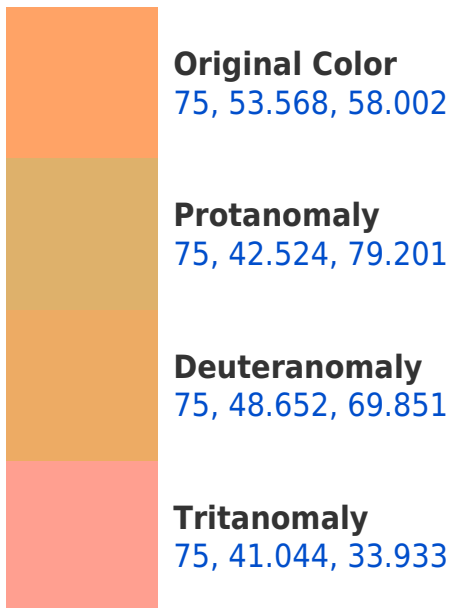 Original Color
75, 53.568, 58.002
Protanomaly
75, 42.524, 79.201
Deuteranomaly
75, 48.652, 69.851
Tritanomaly
75, 41.044, 33.933